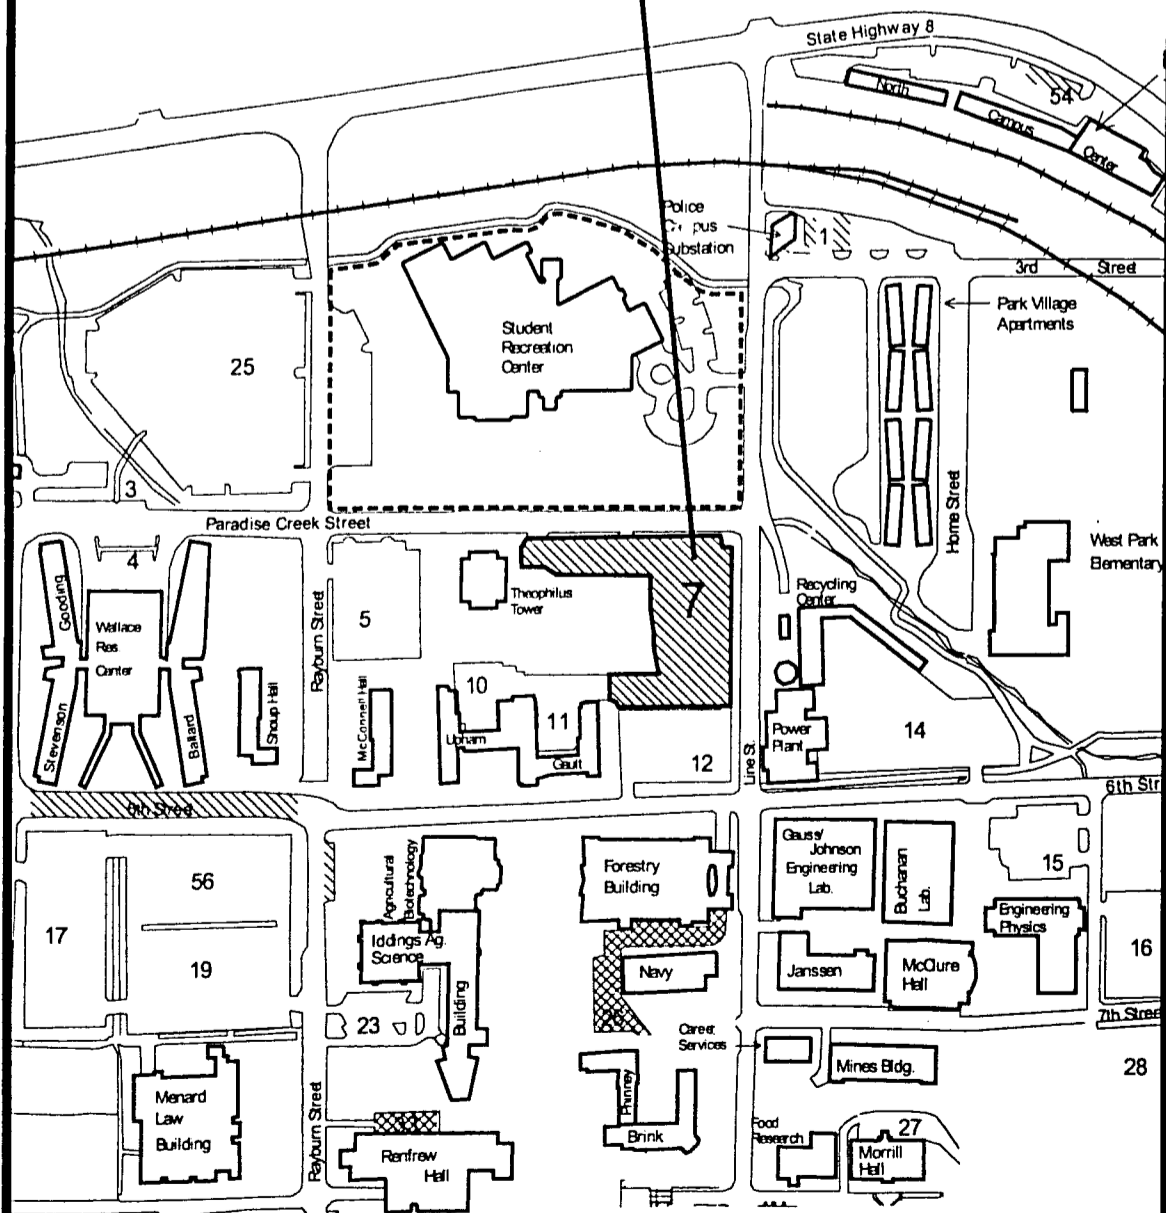 State Highway 8
North
Campus
Center
54
Police
pus
Substation
1
3rd Street
Park Village
Apartments
Student
Recreation
Center
25
3
Home Street
Paradise Creek Street
4
Gooding
Wallace
Res
Center
Stevenson
Ballard
Shoup Hall
Rayburn Street
5
McConnell Hall
Theophilus
Tower
7
10
11
Upham
Gault
12
Line St.
Recycling
Center
Power
Plant
14
West Park
Elementary
6th Str
6th Street
56
17
19
Agricultural
Biotechnology
Iddings Ag.
Science
Building
23
Forestry
Building
Navy
Gauss/
Johnson
Engineering
Lab.
Buchanan
Lab.
15
Engineering
Physics
16
Janssen
McClure
Hall
7th Street
Career
Services
Mines Bldg.
28
Menard
Law
Building
Rayburn Street
Renfrew
Hall
Phinney
Brink
Food
Research
27
Morrill
Hall